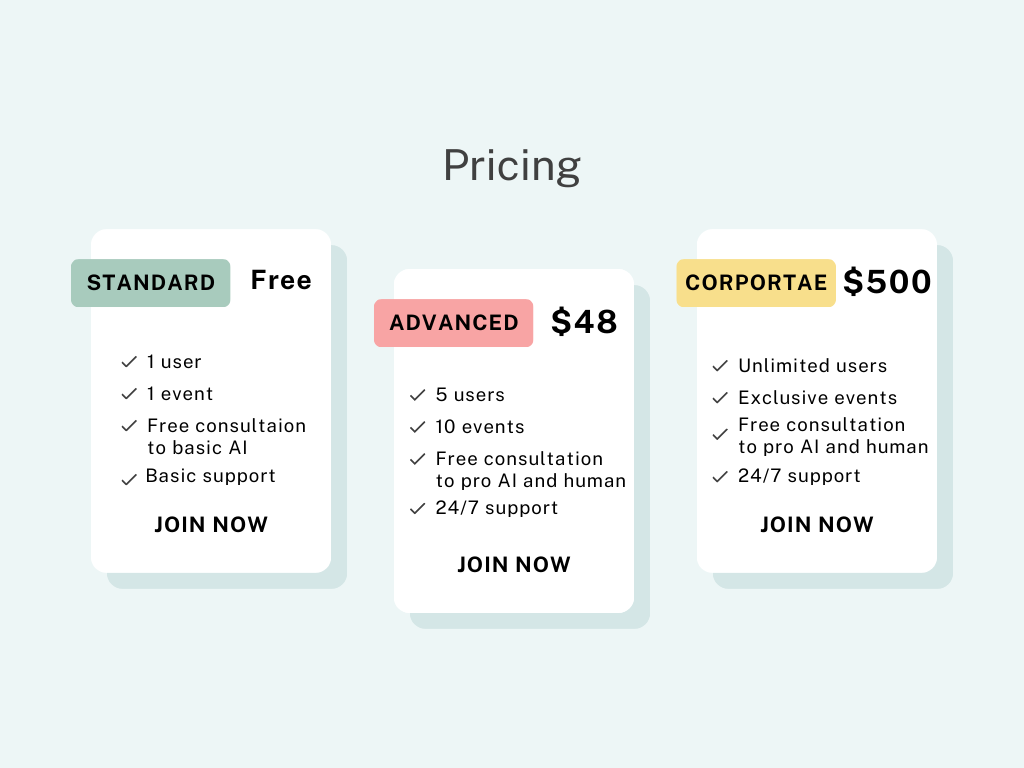 Pricing
STANDARD
Free
1 user
1 event
Free consultaion
to basic AI
Basic support
JOIN NOW
ADVANCED
$48
5 users
10 events
Free consultation
to pro AI and human
24/7 support
JOIN NOW
CORPORTAE
$500
Unlimited users
Exclusive events
Free consultation
to pro AI and human
24/7 support
JOIN NOW